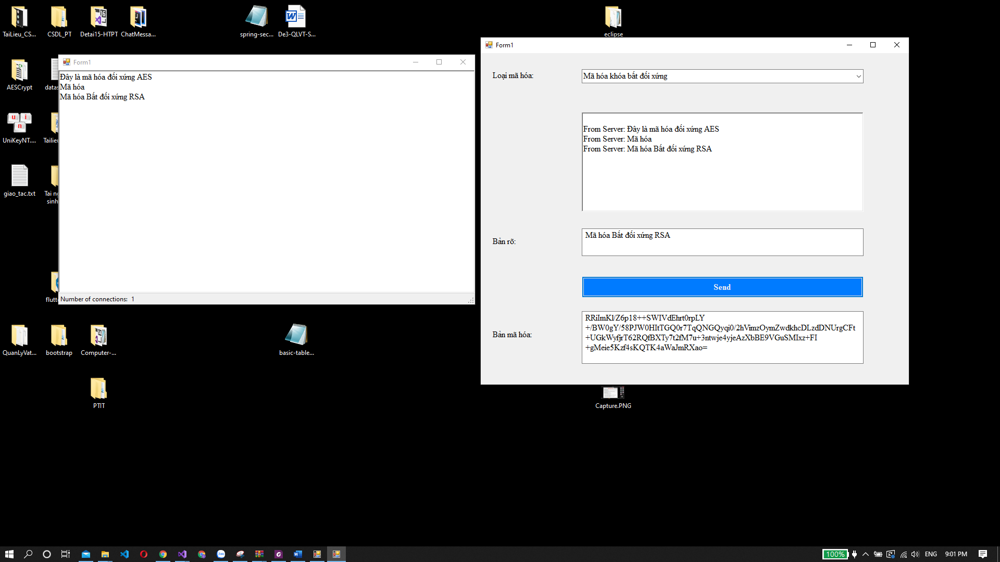 TaiLieu_CS...
CSDL_PT
Detai15-HTPT
ChatMessa...
spring-sec...
De3-QLVT-S...
eclipse
AESCrypt
datas
UniKeyNT....
Tailieu
giao_tac.txt
Tai ng
sinh
flutt
QuanLyVat...
bootstrap
Computer-...
basic-table...
PTIT
Capture.PNG
Form1
Đây là mã hóa đối xứng AES
Mã hóa
Mã hóa Bất đối xứng RSA
Number of connections: 1
Form1
Loại mã hóa:
Mã hóa khóa bất đối xứng
From Server: Đây là mã hóa đối xứng AES
From Server: Mã hóa
From Server: Mã hóa Bất đối xứng RSA
Bản rõ:
Mã hóa Bất đối xứng RSA
Send
Bản mã hóa:
RRiImKl/Z6p18++SWIVdEhrt0rpLY
+/BW0gY/58PJW0HItTGQ0r7TqQNGQyqi0/2hVimzOymZwdkhcDLzdDNUrgCFt
+UGkWyfjrT62RQfBXTy7t2fM7u+3ntwje4yjeAzXbBE9VGuSMIxz+FI
+gMeie5Kzf4sKQTK4aWaJmRXao=
100%
ENG
9:01 PM